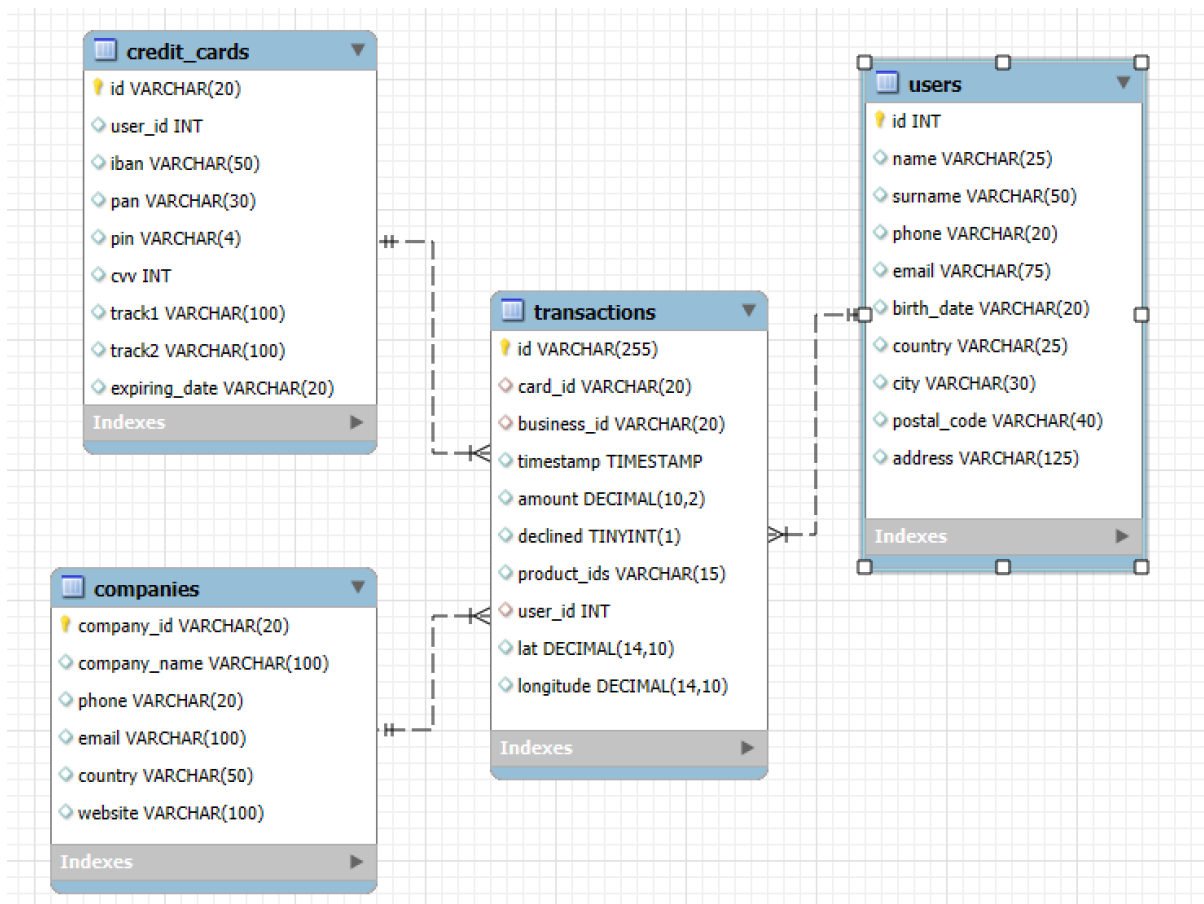 credit_cards
id VARCHAR(20)
user_id INT
iban VARCHAR(50)
pan VARCHAR(30)
pin VARCHAR(4)
cvv INT
track1 VARCHAR(100)
track2 VARCHAR(100)
expiring_date VARCHAR(20)
Indexes
users
id INT
name VARCHAR(25)
surname VARCHAR(50)
phone VARCHAR(20)
email VARCHAR(75)
birth_date VARCHAR(20)
country VARCHAR(25)
city VARCHAR(30)
postal_code VARCHAR(40)
address VARCHAR(125)
Indexes
transactions
id VARCHAR(255)
card_id VARCHAR(20)
business_id VARCHAR(20)
timestamp TIMESTAMP
amount DECIMAL(10,2)
declined TINYINT(1)
product_ids VARCHAR(15)
user_id INT
lat DECIMAL(14,10)
longitude DECIMAL(14,10)
Indexes
companies
company_id VARCHAR(20)
company_name VARCHAR(100)
phone VARCHAR(20)
email VARCHAR(100)
country VARCHAR(50)
website VARCHAR(100)
Indexes